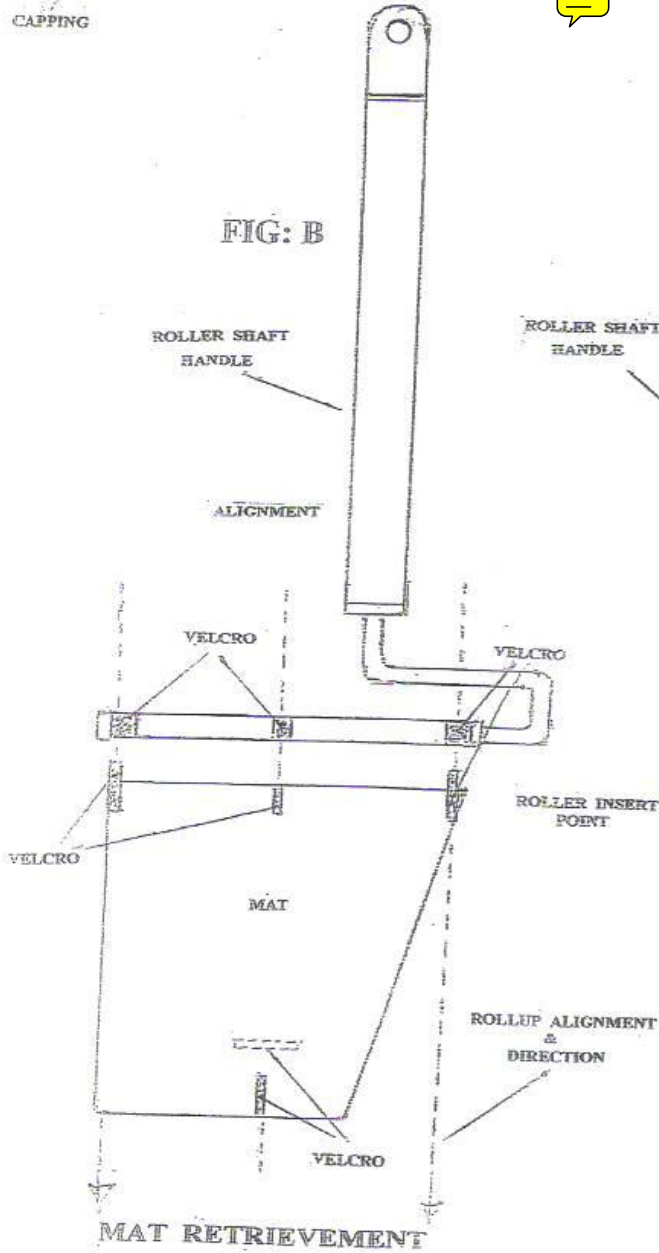 CAPPING
FIG: B
ROLLER SHAFT
HANDLE
ROLLER SHAFT
HANDLE
ALIGNMENT
VELCRO
VELCRO
ROLLER INSERT
POINT
VELCRO
MAT
ROLLUP ALIGNMENT
&
DIRECTION
VELCRO
MAT RETRIEVEMENT